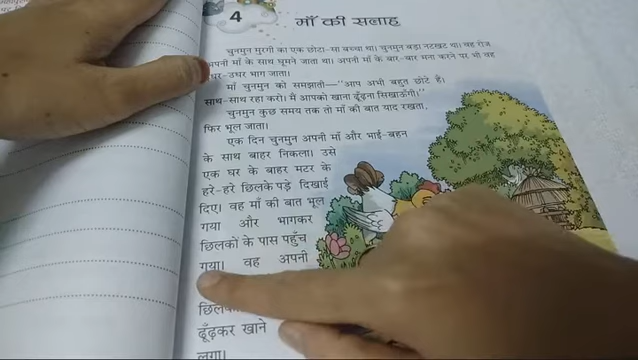 4
माँ की सलाह
चुनमुन मुरगी का एक छोटा-सा बच्चा था। चुनमुन बड़ा नटखट था। वह रोज़
अपनी माँ के साथ घूमने जाता था। अपनी माँ के बार-बार मना करने पर भी वह
इधर-उधर भाग जाता।
माँ चुनमुन को समझाती—“आप अभी बहुत छोटे हैं।
साथ-साथ रहा करो। मैं आपको खाना ढूँढ़ना सिखाऊँगी।”
चुनमुन कुछ समय तक तो माँ की बात याद रखता,
फिर भूल जाता।
एक दिन चुनमुन अपनी माँ और भाई-बहन
के साथ बाहर निकला। उसे
एक घर के बाहर मटर के
हरे-हरे छिलके पड़े दिखाई
दिए। वह माँ की बात भूल
गया और भागकर
छिलकों के पास पहुँच
गया। वह अपनी
ढूँढ़कर खाने
लगा।